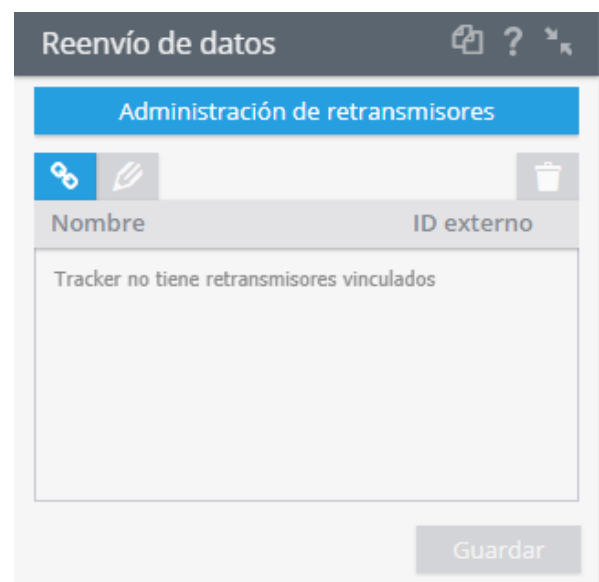 Reenvío de datos
?
Administración de retransmisores
Nombre ID externo
Tracker no tiene retransmisores vinculados
Guardar